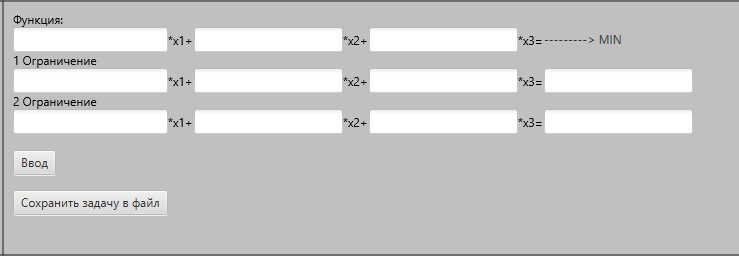 Функция:
*x1+ *x2+ *x3= ---------> MIN
1 Ограничение
*x1+ *x2+ *x3=
2 Ограничение
*x1+ *x2+ *x3=
Ввод
Сохранить задачу в файл